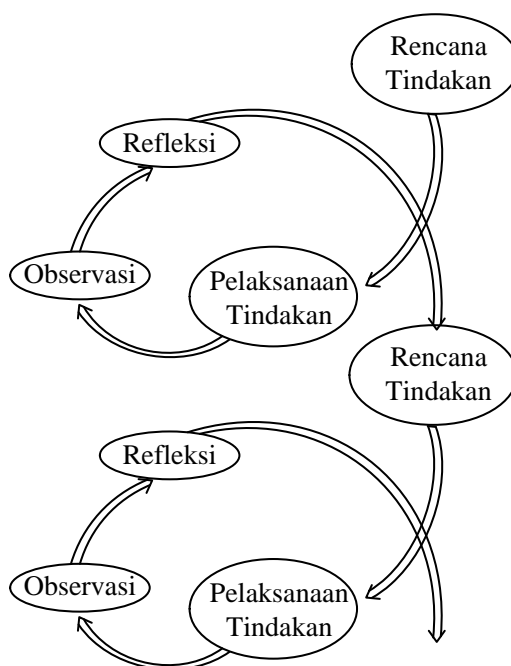 Rencana
Tindakan
Refleksi
Observasi
Pelaksanaan
Tindakan
Rencana
Tindakan
Refleksi
Observasi
Pelaksanaan
Tindakan